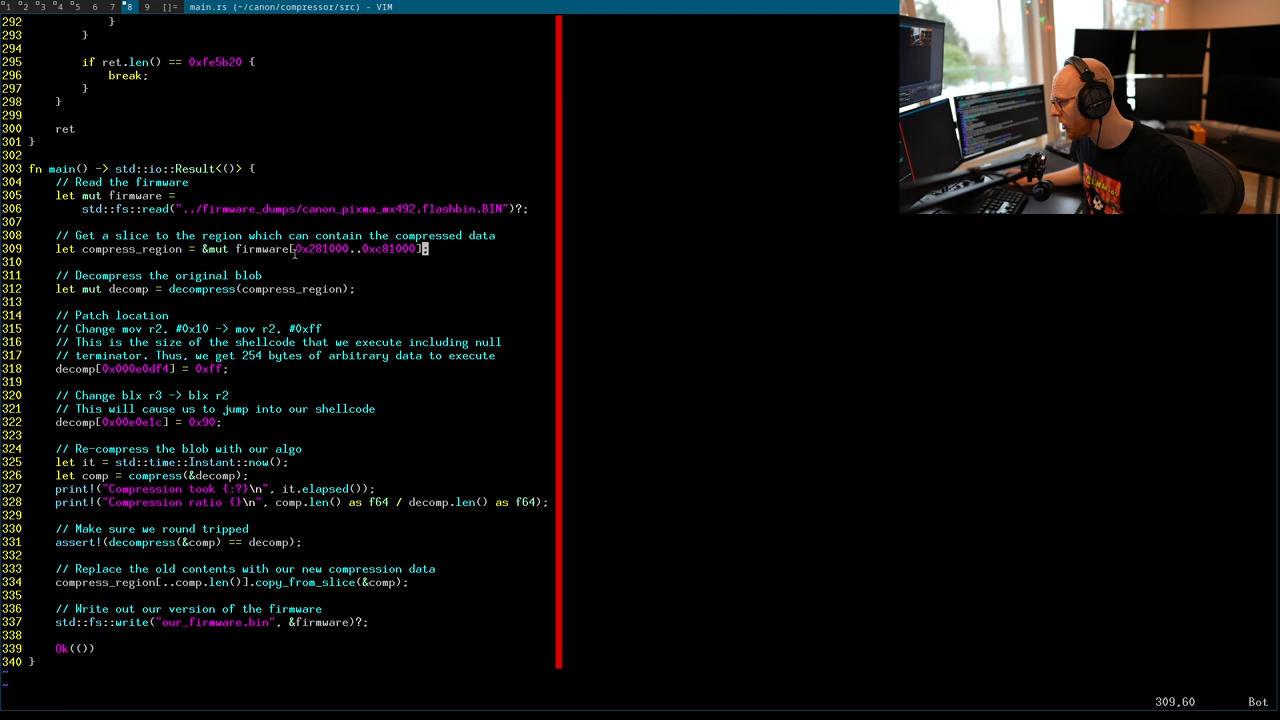 1 2 3 4 5 6 7 8 9 []= main.rs (~/canon/compressor/src) - VIM
292             }
293         }
294
295         if ret.len() == 0xfe5b20 {
296             break;
297         }
298     }
299
300     ret
301 }
302
303 fn main() -> std::io::Result<()> {
304     // Read the firmware
305     let mut firmware =
306         std::fs::read("../firmware_dumps/canon_pixma_mx492.flashbin.BIN")?;
307
308     // Get a slice to the region which can contain the compressed data
309     let compress_region = &mut firmware[0x281000..0xc81000];
310
311     // Decompress the original blob
312     let mut decomp = decompress(compress_region);
313
314     // Patch location
315     // Change mov r2, #0x10 -> mov r2, #0xff
316     // This is the size of the shellcode that we execute including null
317     // terminator. Thus, we get 254 bytes of arbitrary data to execute
318     decomp[0x000e0df4] = 0xff;
319
320     // Change blx r3 -> blx r2
321     // This will cause us to jump into our shellcode
322     decomp[0x00e0e1c] = 0x90;
323
324     // Re-compress the blob with our algo
325     let it = std::time::Instant::now();
326     let comp = compress(&decomp);
327     print!("Compression took {:?}\n", it.elapsed());
328     print!("Compression ratio {}\n", comp.len() as f64 / decomp.len() as f64);
329
330     // Make sure we round tripped
331     assert!(decompress(&comp) == decomp);
332
333     // Replace the old contents with our new compression data
334     compress_region[..comp.len()].copy_from_slice(&comp);
335
336     // Write out our version of the firmware
337     std::fs::write("our_firmware.bin", &firmware)?;
338
339     Ok(())
340 }
~
~
309,60 Bot